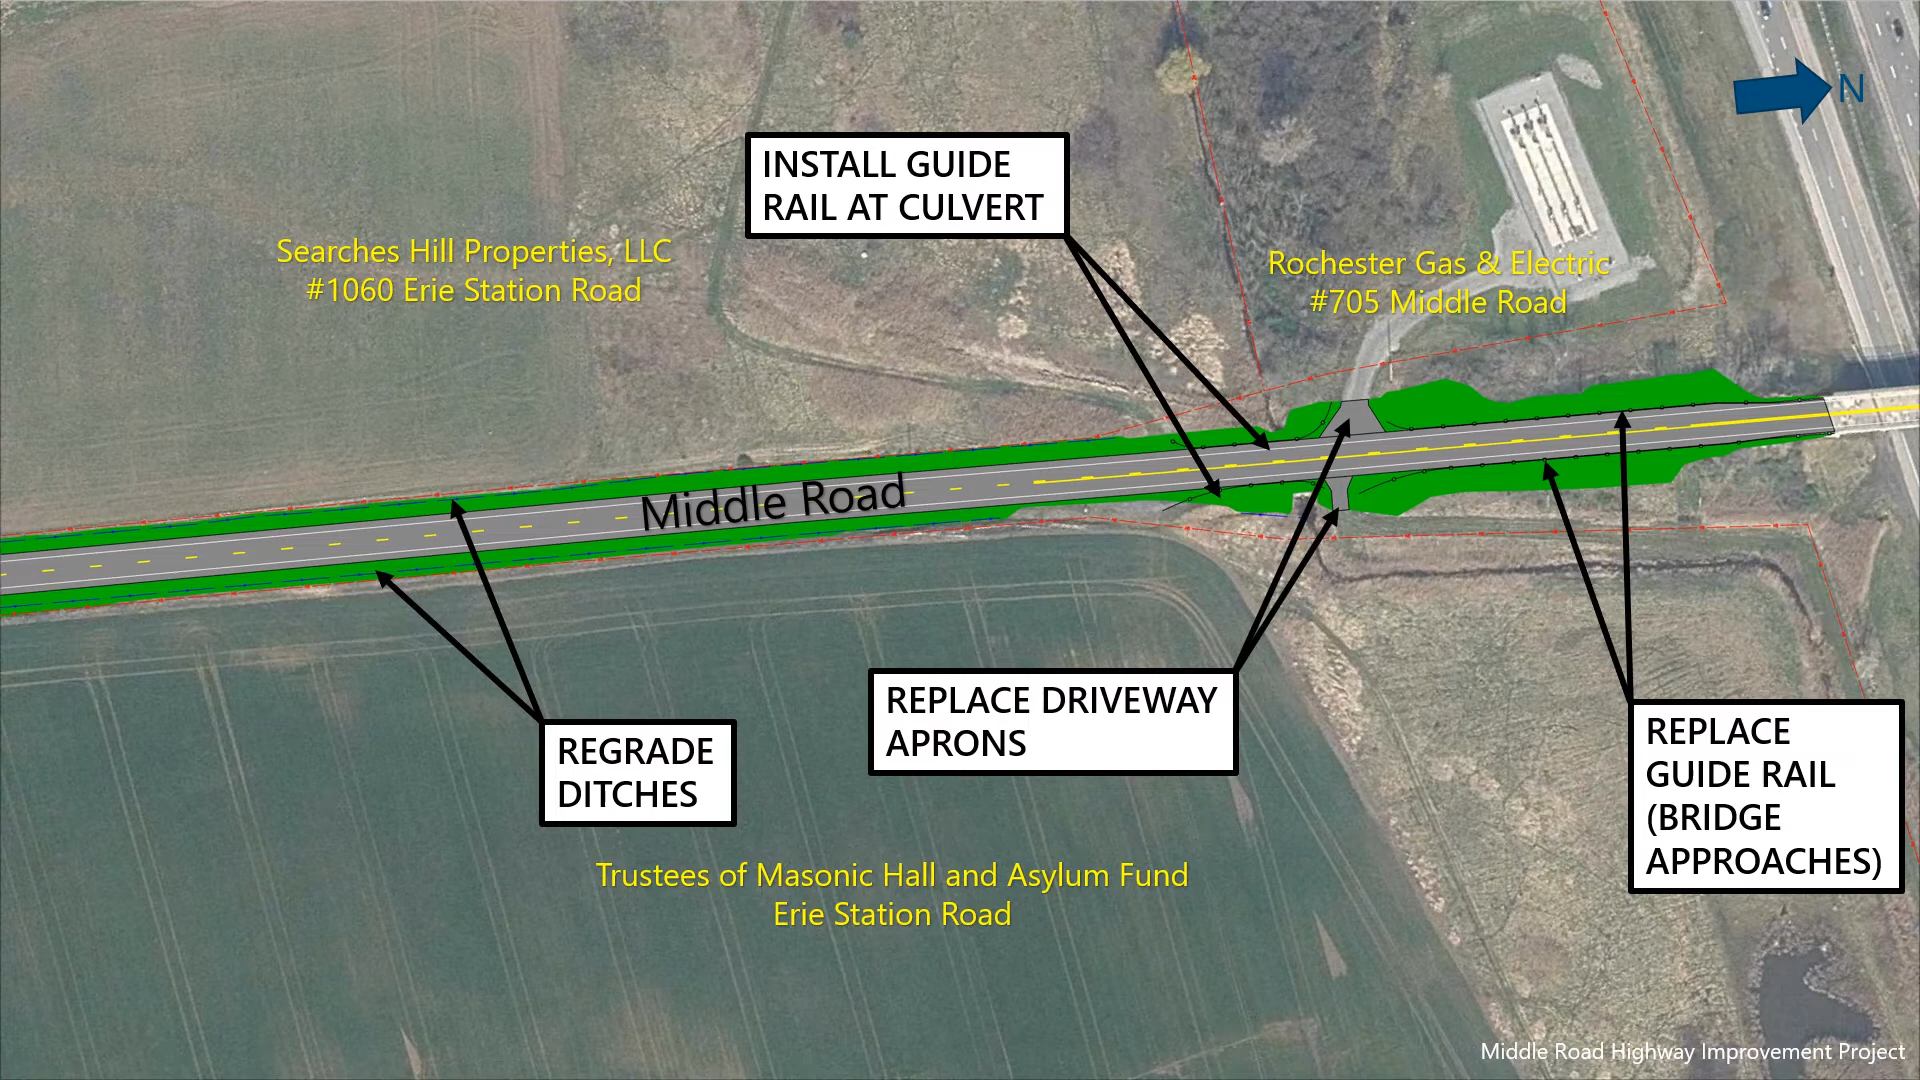 N
INSTALL GUIDE
RAIL AT CULVERT
Searches Hill Properties, LLC
#1060 Erie Station Road
Rochester Gas & Electric
#705 Middle Road
Middle Road
REPLACE DRIVEWAY
APRONS
REGRADE
DITCHES
REPLACE
GUIDE RAIL
(BRIDGE
APPROACHES)
Trustees of Masonic Hall and Asylum Fund
Erie Station Road
Middle Road Highway Improvement Project